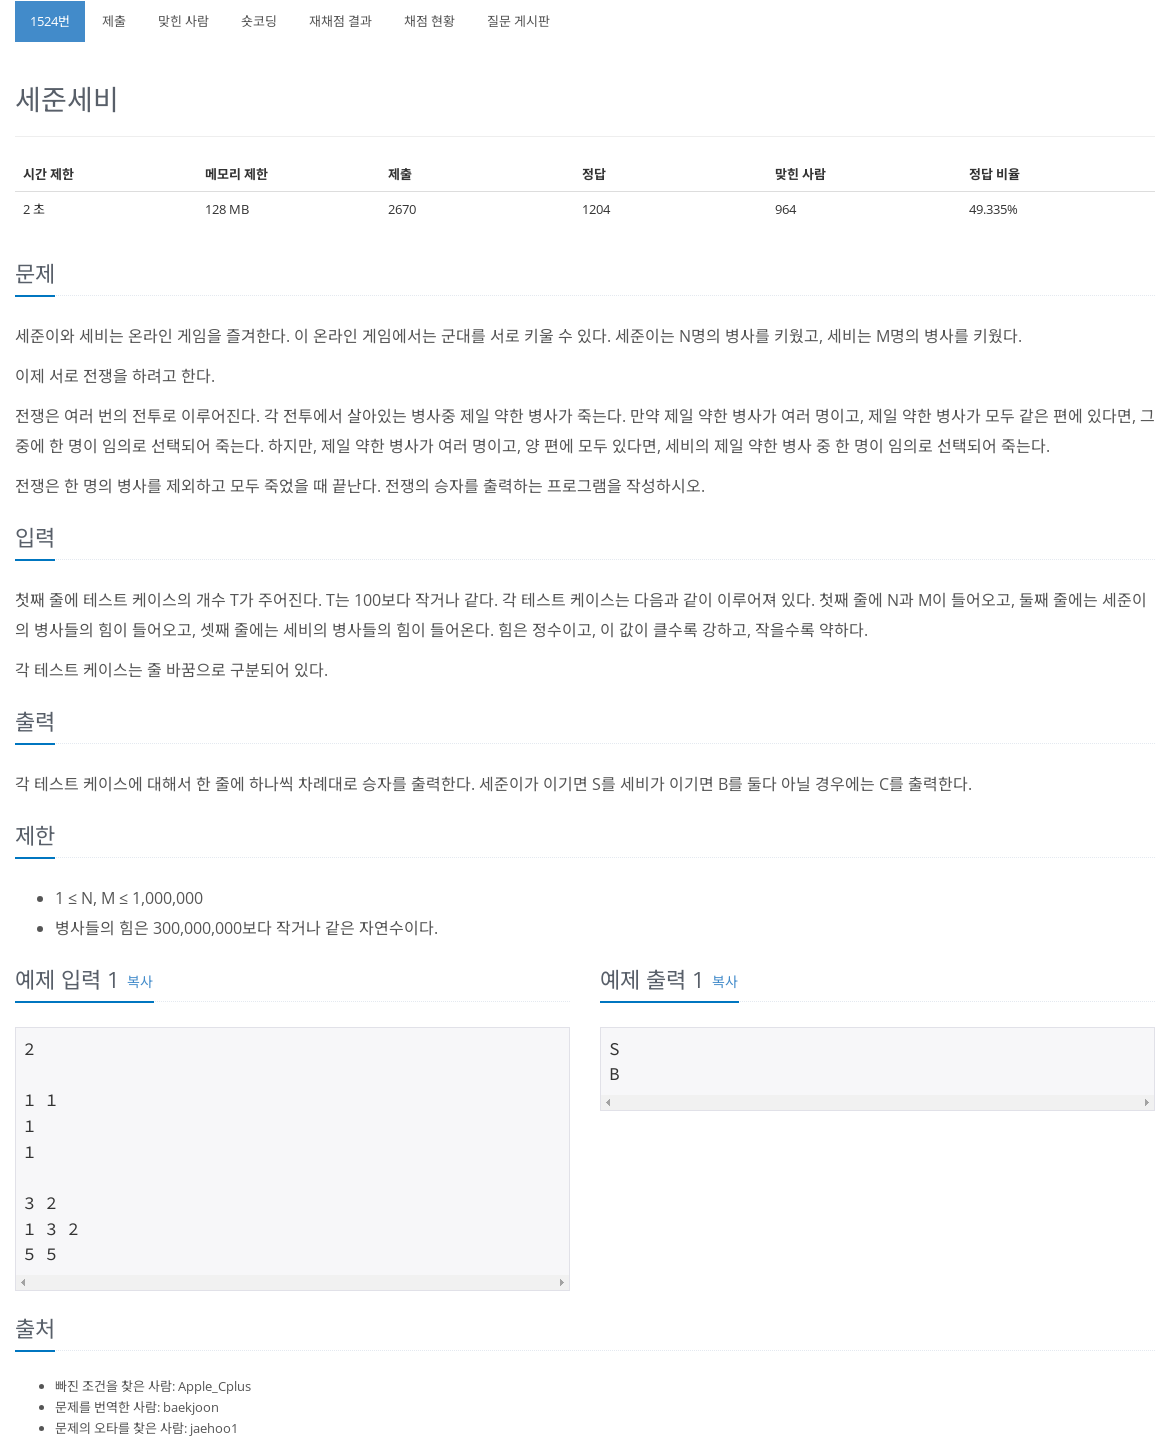 1524번 제출 맞힌 사람 숏코딩 재채점 결과 채점 현황 질문 게시판
세준세비
시간 제한 메모리 제한 제출 정답 맞힌 사람 정답 비율
2 초 128 MB 2670 1204 964 49.335%
문제
세준이와 세비는 온라인 게임을 즐겨한다. 이 온라인 게임에서는 군대를 서로 키울 수 있다. 세준이는 N명의 병사를 키웠고, 세비는 M명의 병사를 키웠다.
이제 서로 전쟁을 하려고 한다.
전쟁은 여러 번의 전투로 이루어진다. 각 전투에서 살아있는 병사중 제일 약한 병사가 죽는다. 만약 제일 약한 병사가 여러 명이고, 제일 약한 병사가 모두 같은 편에 있다면, 그
중에 한 명이 임의로 선택되어 죽는다. 하지만, 제일 약한 병사가 여러 명이고, 양 편에 모두 있다면, 세비의 제일 약한 병사 중 한 명이 임의로 선택되어 죽는다.
전쟁은 한 명의 병사를 제외하고 모두 죽었을 때 끝난다. 전쟁의 승자를 출력하는 프로그램을 작성하시오.
입력
첫째 줄에 테스트 케이스의 개수 T가 주어진다. T는 100보다 작거나 같다. 각 테스트 케이스는 다음과 같이 이루어져 있다. 첫째 줄에 N과 M이 들어오고, 둘째 줄에는 세준이
의 병사들의 힘이 들어오고, 셋째 줄에는 세비의 병사들의 힘이 들어온다. 힘은 정수이고, 이 값이 클수록 강하고, 작을수록 약하다.
각 테스트 케이스는 줄 바꿈으로 구분되어 있다.
출력
각 테스트 케이스에 대해서 한 줄에 하나씩 차례대로 승자를 출력한다. 세준이가 이기면 S를 세비가 이기면 B를 둘다 아닐 경우에는 C를 출력한다.
제한
1 ≤ N, M ≤ 1,000,000
병사들의 힘은 300,000,000보다 작거나 같은 자연수이다.
예제 입력 1 복사
2
1 1
1
1
3 2
1 3 2
5 5
예제 출력 1 복사
S
B
출처
빠진 조건을 찾은 사람: Apple_Cplus
문제를 번역한 사람: baekjoon
문제의 오타를 찾은 사람: jaehoo1